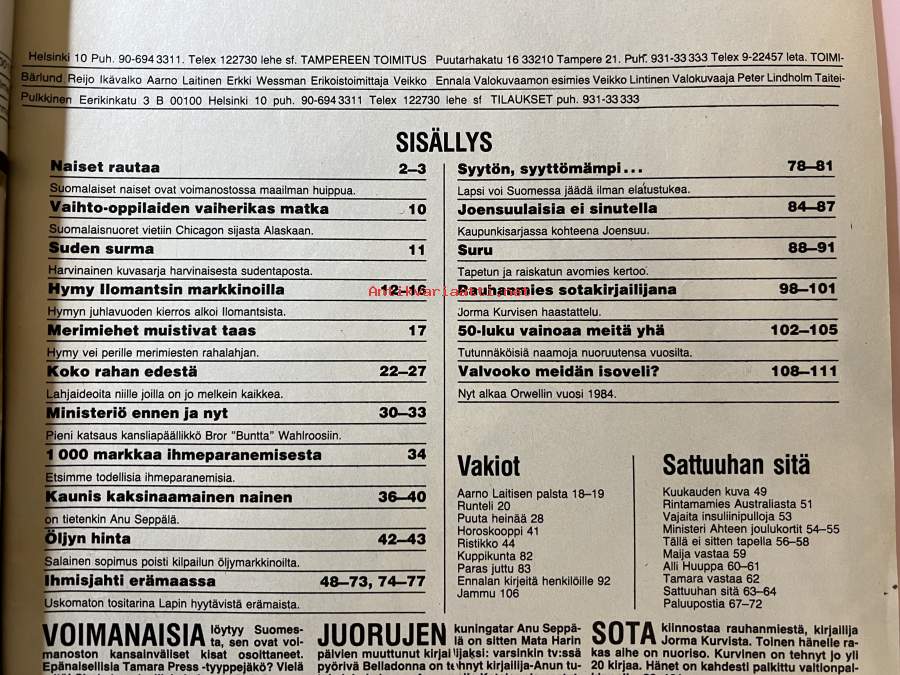 Helsinki 10 Puh. 90-694 3311. Telex 122730 lehe sf. TAMPEREEN TOIMITUS Puutarhakatu 16 33210 Tampere 21. Puh. 931-33 333 Telex 9-22457 leta. TOIMI-
Bärlund Reijo Ikävalko Aarno Laitinen Erkki Wessman Erikoistoimittaja Veikko Ennala Valokuvaamon esimies Veikko Lintinen Valokuvaaja Peter Lindholm Taitei-
Pulkkinen Eerikinkatu 3 B 00100 Helsinki 10 puh. 90-694 3311 Telex 122730 lehe sf TILAUKSET puh. 931-33 333
SISÄLLYS
Naiset rautaa 2–3
Suomalaiset naiset ovat voimanostossa maailman huippua.
Vaihto-oppilaiden vaiherikas matka 10
Suomalaisnuoret vietiin Chicagon sijasta Alaskaan.
Suden surma 11
Harvinainen kuvasarja harvinaisesta sudentaposta.
Hymy Ilomantsin markkinoilla 12–16
Hymyn juhlavuoden kierros alkoi Ilomantsista.
Merimiehet muistivat taas 17
Hymy vei perille merimiesten rahalahjan.
Koko rahan edestä 22–27
Lahjaideoita niille joilla on jo melkein kaikkea.
Ministeriö ennen ja nyt 30–33
Pieni katsaus kansliapäällikkö Bror "Buntta" Wahlroosiin.
1 000 markkaa ihmeparanemisesta 34
Etsimme todellisia ihmeparanemisia.
Kaunis kaksinaamainen nainen 36–40
on tietenkin Anu Seppälä.
Öljyn hinta 42–43
Salainen sopimus poisti kilpailun öljymarkkinoilta.
Ihmisjahti erämaassa 48–73, 74–77
Uskomaton tositarina Lapin hyytävistä erämaista.
Syytön, syyttömämpi... 78–81
Lapsi voi Suomessa jäädä ilman elatustukea.
Joensuulaisia ei sinutella 84–87
Kaupunkisarjassa kohteena Joensuu.
Suru 88–91
Tapetun ja raiskatun avomies kertoo.
Rauhanmies sotakirjailijana 98–101
Jorma Kurvisen haastattelu.
50-luku vainoaa meitä yhä 102–105
Tutunnäköisiä naamoja nuoruutensa vuosilta.
Valvooko meidän isoveli? 108–111
Nyt alkaa Orwellin vuosi 1984.
Antikvariaatti.net
Vakiot
Aarno Laitisen palsta 18–19
Runteli 20
Puuta heinää 28
Horoskooppi 41
Ristikko 44
Kuppikunta 82
Paras juttu 83
Ennalan kirjeitä henkilöille 92
Jammu 106
Sattuuhan sitä
Kuukauden kuva 49
Rintamamies Australiasta 51
Vajaita insuliinipulloja 53
Ministeri Ahteen joulukortit 54–55
Tällä ei sitten tapella 56–58
Maija vastaa 59
Alli Huuppa 60–61
Tamara vastaa 62
Sattuuhan sitä 63–64
Paluupostia 67–72
VOIMANAISIA löytyy Suomes-
ta, sen ovat voi-
manoston kansainväliset kisat osoittaneet.
Epänaisellisia Tamara Press -tyyppejäkö? Vielä
JUORUJEN kuningatar Anu Seppä-
lä on sitten Mata Harin
päivien muuttunut kirjailijaksi: varsinkin tv:ssä
pyörivä Belladonna on tehnyt kirjailija-Anun tu-
SOTA kiinnostaa rauhanmiestä, kirjailija
Jorma Kurvista. Toinen hänelle ra-
kas aihe on nuoriso. Kurvinen on tehnyt jo yli
20 kirjaa. Hänet on kahdesti palkittu valtionpal-